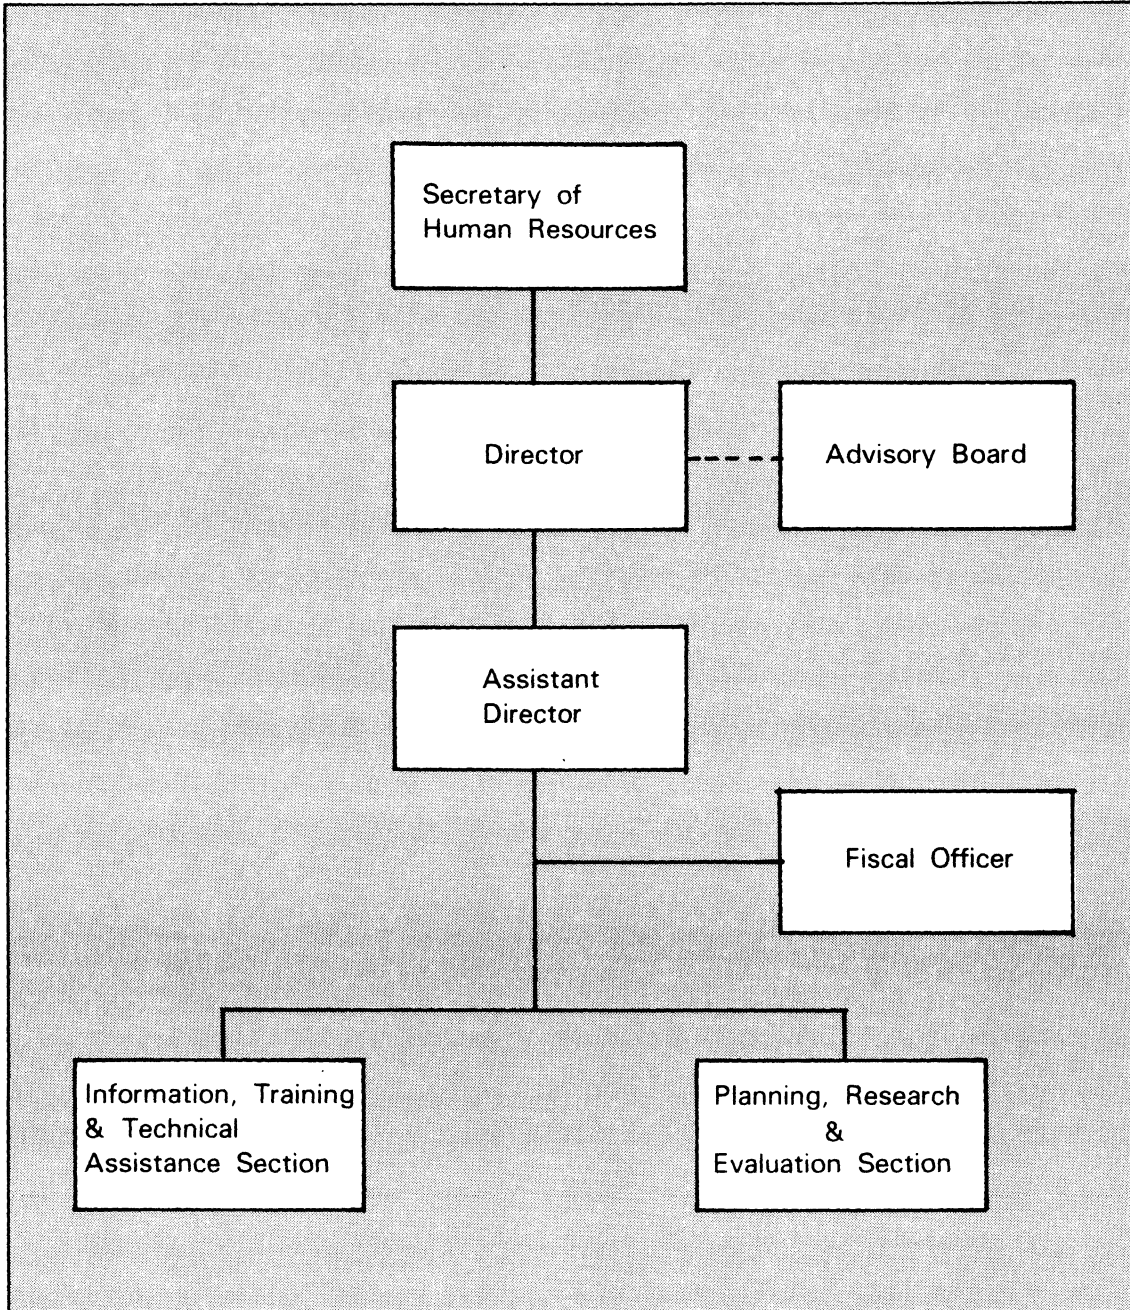 Secretary of
Human Resources
Director
Advisory Board
Assistant
Director
Fiscal Officer
Information, Training
& Technical
Assistance Section
Planning, Research
&
Evaluation Section